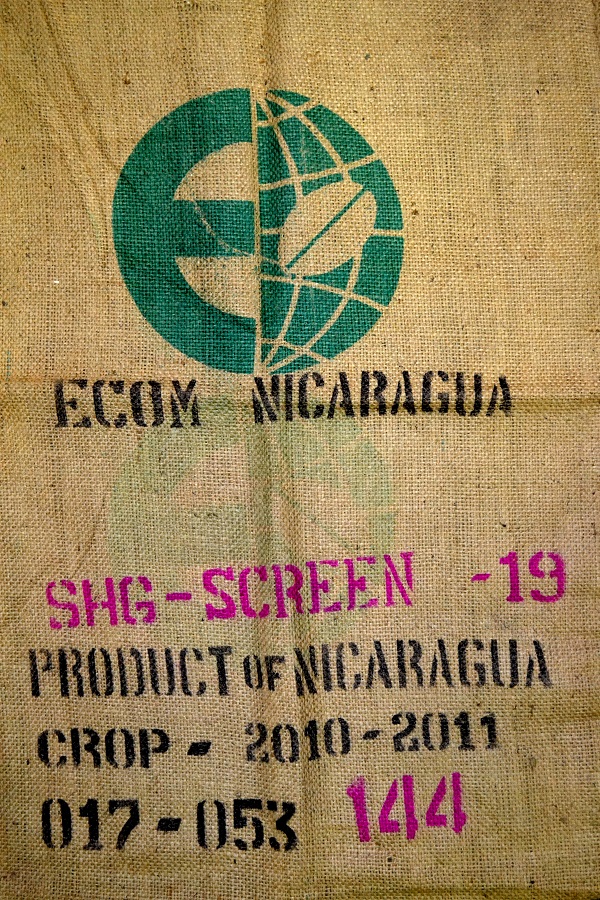 ECOM NICARAGUA
SHG-SCREEN -19
PRODUCT OF NICARAGUA
CROP - 2010-2011
017-053 144